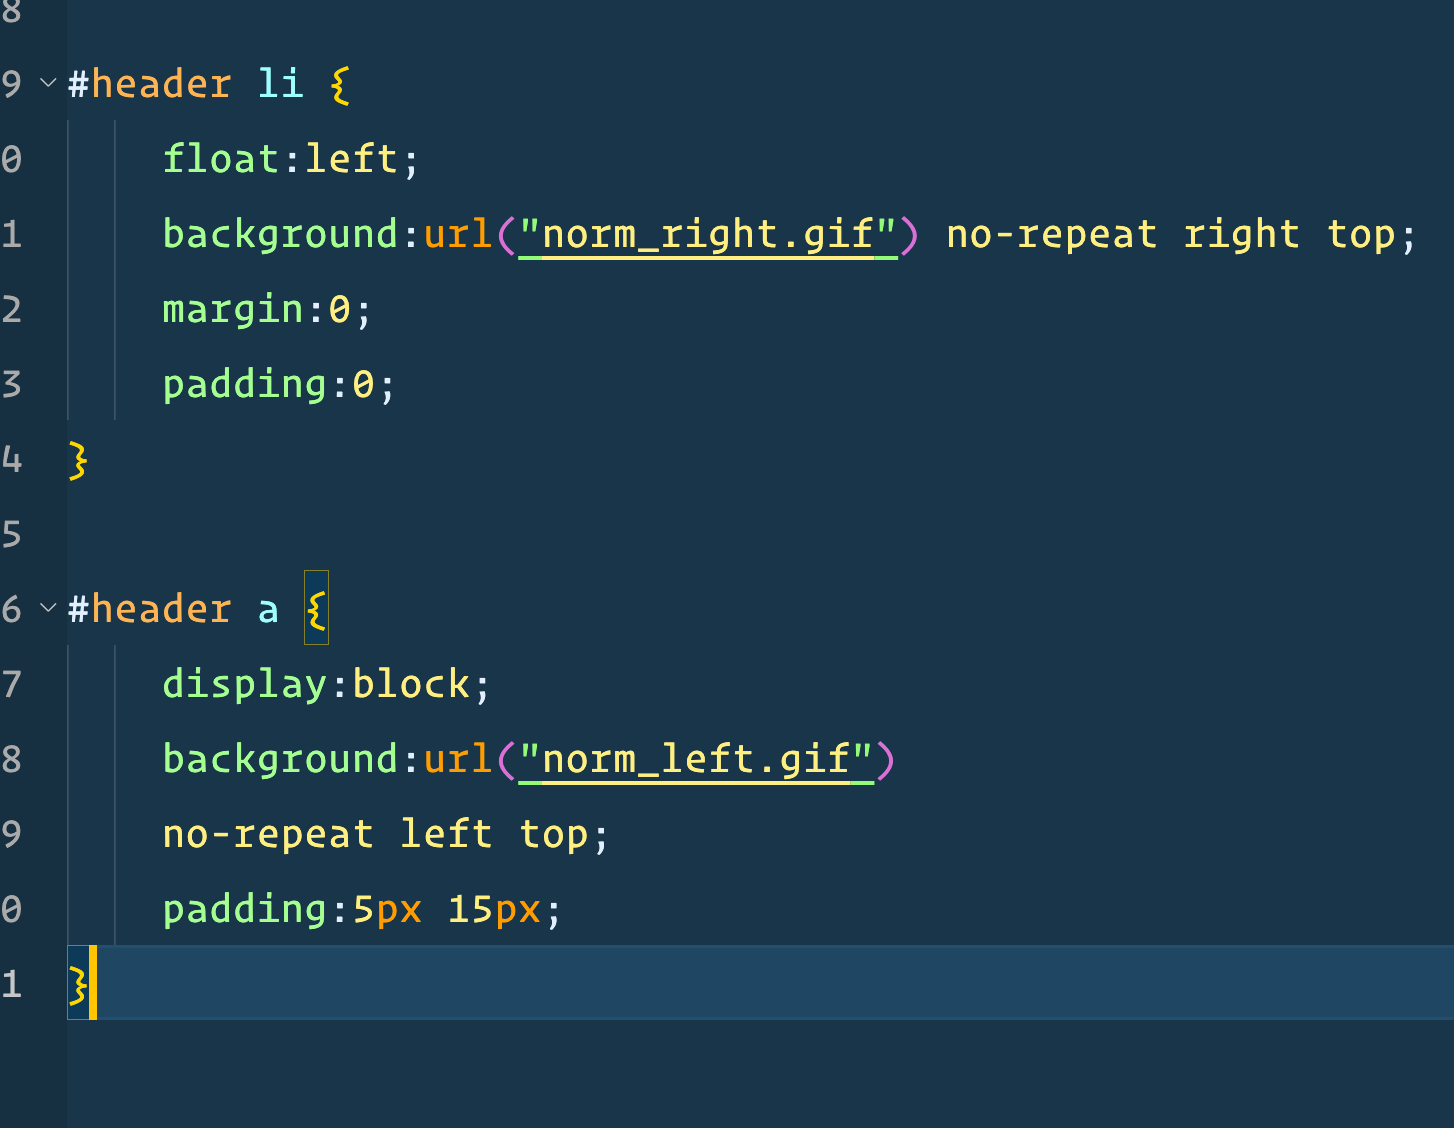 8
9 #header li {
0 float:left;
1 background:url("norm_right.gif") no-repeat right top;
2 margin:0;
3 padding:0;
4 }
5
6 #header a {
7 display:block;
8 background:url("norm_left.gif")
9 no-repeat left top;
0 padding:5px 15px;
1 }